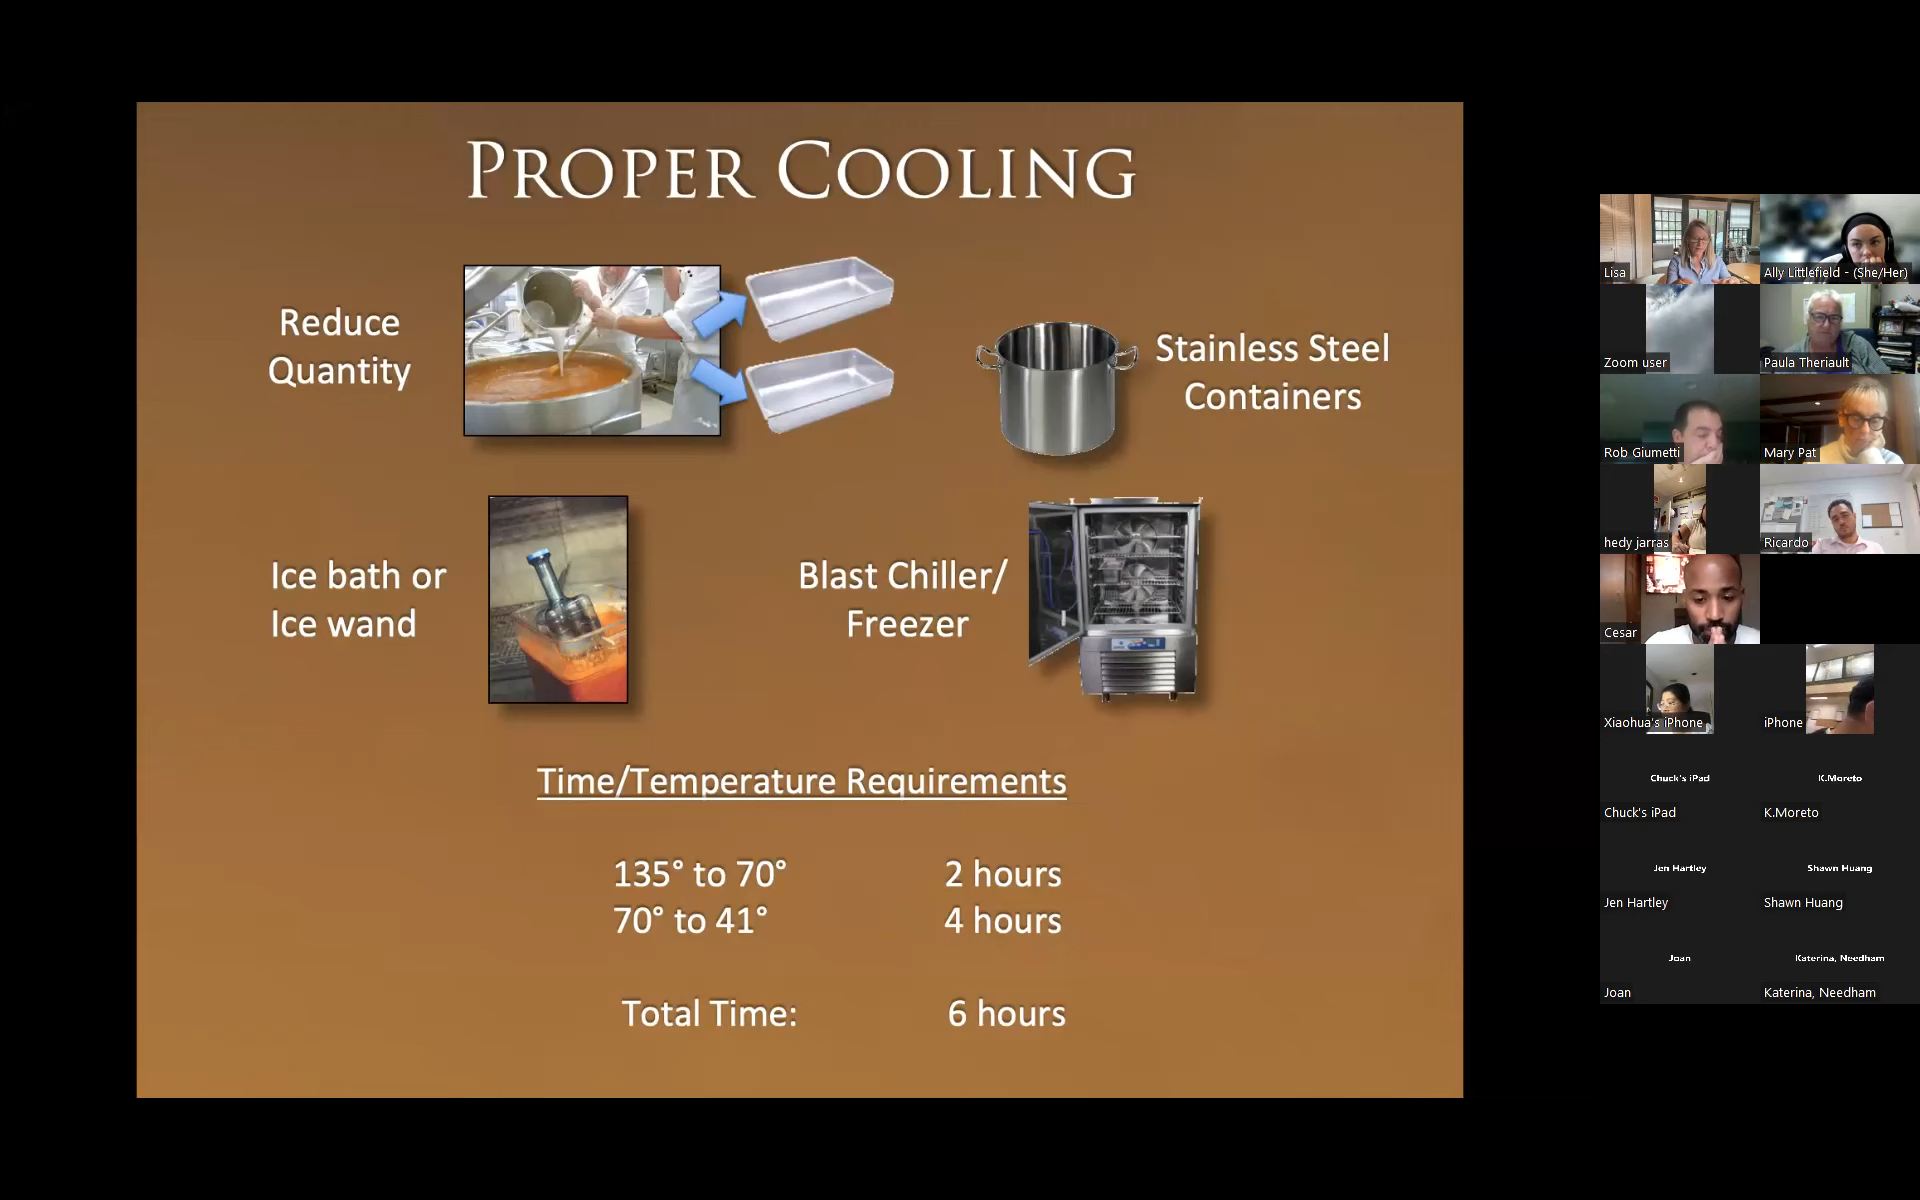 PROPER COOLING
Reduce
Quantity
Stainless Steel
Containers
Ice bath or
Ice wand
Blast Chiller/
Freezer
Time/Temperature Requirements
135° to 70° 2 hours
70° to 41° 4 hours
Total Time: 6 hours
Lisa
Ally Littlefield - (She/Her)
Zoom user
Paula Theriault
Rob Giumetti
Mary Pat
hedy jarras
Ricardo
Cesar
Xiaohua's iPhone
iPhone
Chuck's iPad
K.Moreto
Chuck's iPad
K.Moreto
Jen Hartley
Shawn Huang
Jen Hartley
Shawn Huang
Joan
Katerina, Needham
Joan
Katerina, Needham